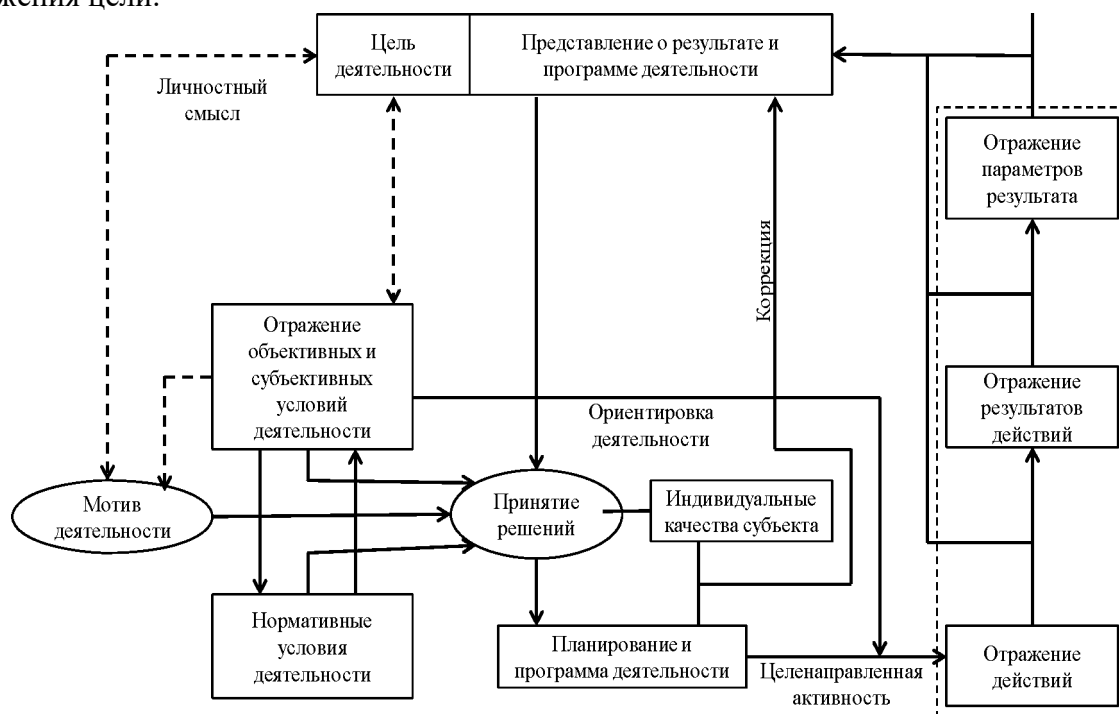 жения цели.
Цель
деятельности
Представление о результате и
программе деятельности
Личностный
смысл
Отражение
параметров
результата
Коррекция
Отражение
объективных и
субъективных
условий
деятельности
Ориентировка
деятельности
Отражение
результатов
действий
Мотив
деятельности
Принятие
решений
Индивидуальные
качества субъекта
Нормативные
условия
деятельности
Планирование и
программа деятельности
Целенаправленная
активность
Отражение
действий